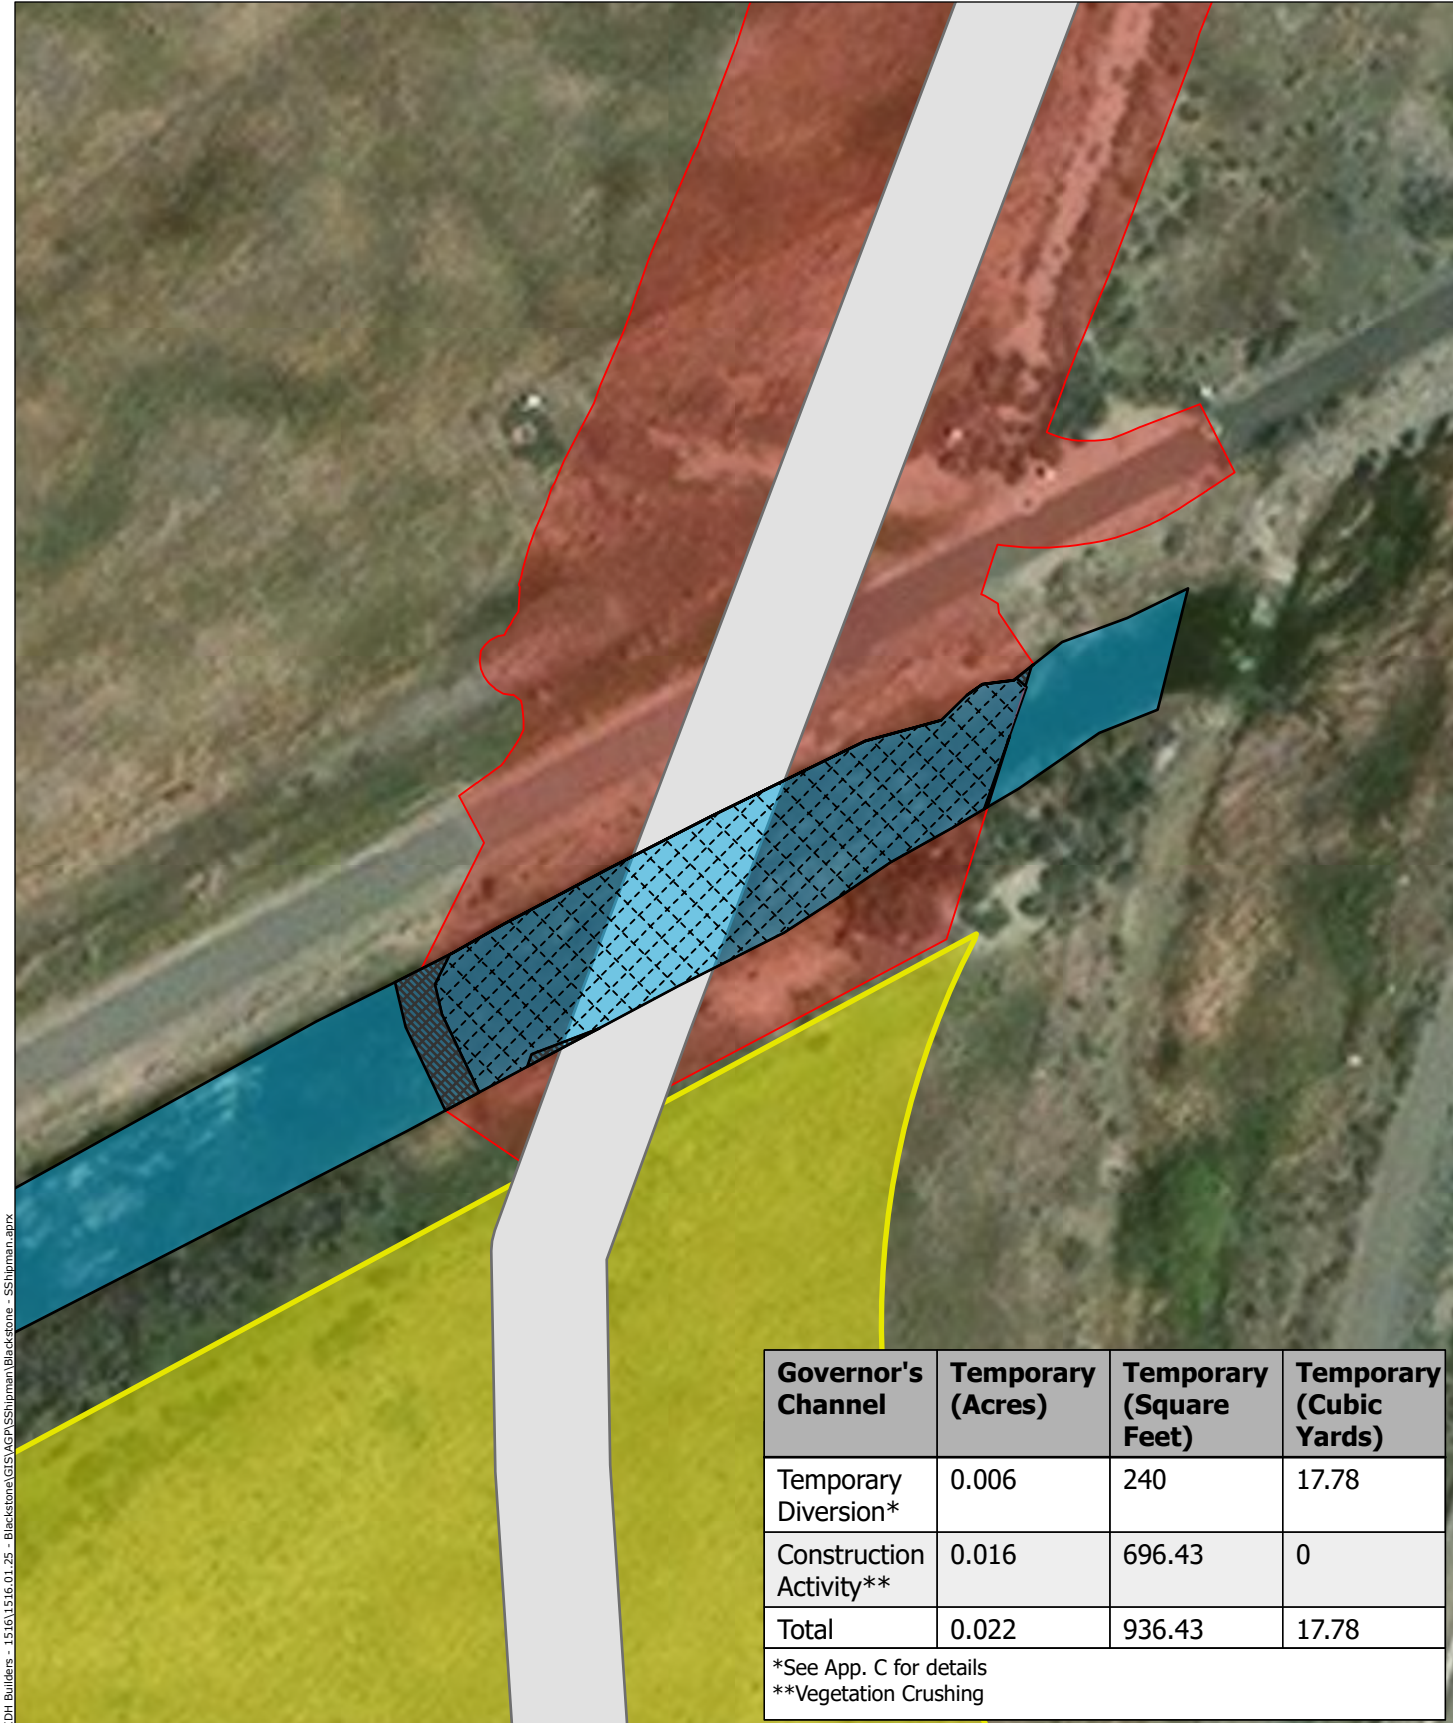 Governor's Channel Temporary (Acres) Temporary (Square Feet) Temporary (Cubic Yards)
Temporary Diversion* 0.006 240 17.78
Construction Activity** 0.016 696.43 0
Total 0.022 936.43 17.78
*See App. C for details
**Vegetation Crushing
DH Builders - 1516\1516.01.25 - Blackstone\GIS\AGP\SShipman\Blackstone - SShipman.aprx